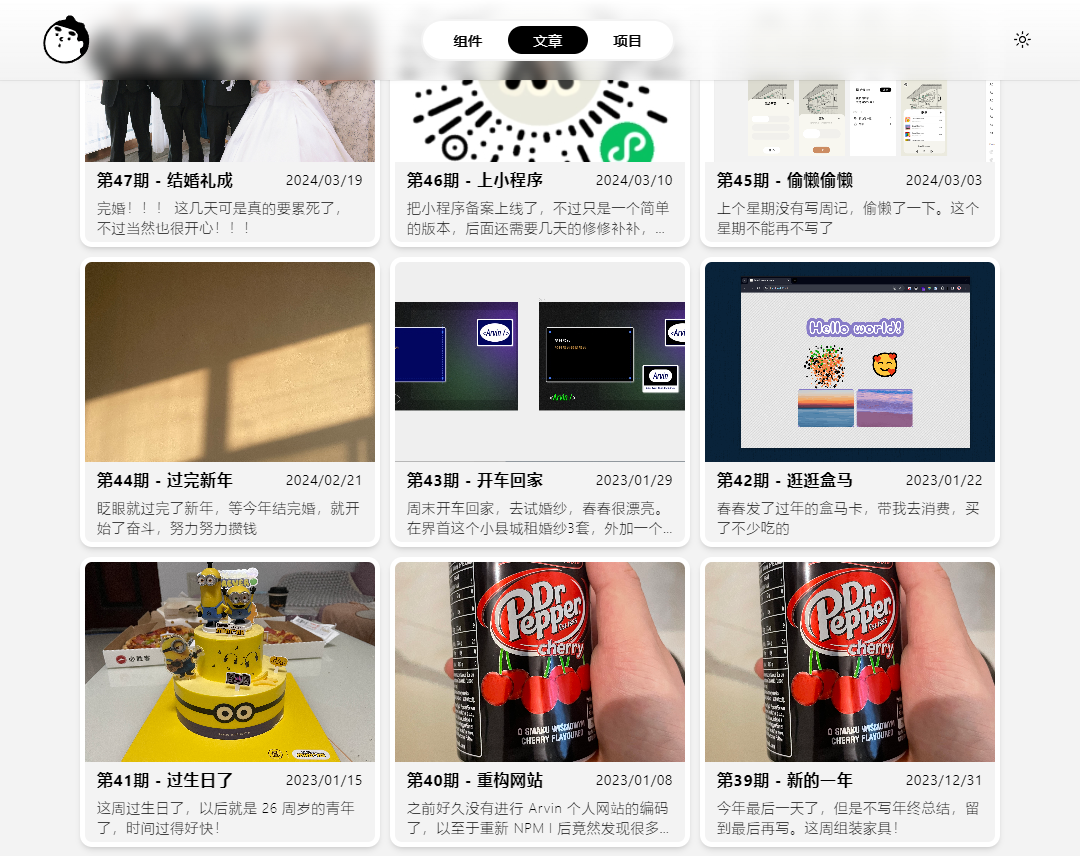 组件
文章
项目
第47期 - 结婚礼成
2024/03/19
完婚！！！ 这几天可是真的要累死了，
不过当然也很开心！！！
第46期 - 上小程序
2024/03/10
把小程序备案上线了，不过只是一个简单
的版本，后面还需要几天的修修补补，...
第45期 - 偷懒偷懒
2024/03/03
上个星期没有写周记，偷懒了一下。这个
星期不能再不写了
<Arvin />
Arvin
<Arvin />
Hello world!
第44期 - 过完新年
2024/02/21
眨眼就过完了新年，等今年结完婚，就开
始了奋斗，努力努力攒钱
第43期 - 开车回家
2023/01/29
周末开车回家，去试婚纱，春春很漂亮。
在界首这个小县城租婚纱3套，外加一个...
第42期 - 逛逛盒马
2023/01/22
春春发了过年的盒马卡，带我去消费，买
了不少吃的
必胜客
Dr
Pepper
cherry
O SMAKU WIŚNIOWYM
CHERRY FLAVOURED
Dr
Pepper
cherry
O SMAKU WIŚNIOWYM
CHERRY FLAVOURED
第41期 - 过生日了
2023/01/15
这周过生日了，以后就是 26 周岁的青年
了，时间过得好快！
第40期 - 重构网站
2023/01/08
之前好久没有进行 Arvin 个人网站的编码
了，以至于重新 NPM I 后竟然发现很多...
第39期 - 新的一年
2023/12/31
今年最后一天了，但是不写年终总结，留
到最后再写。这周组装家具！